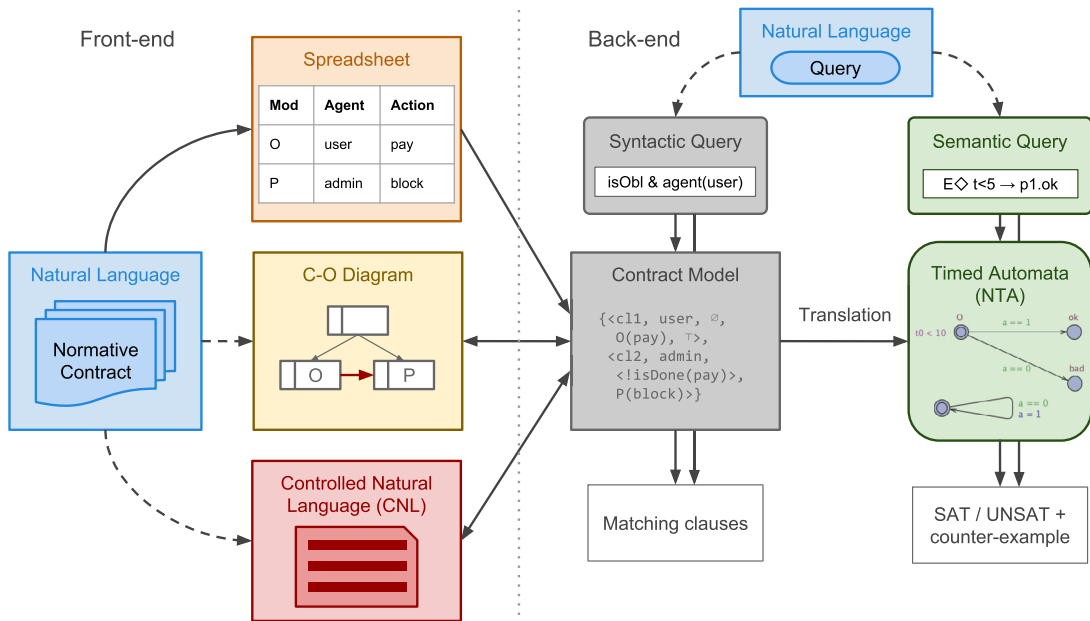 Front-end
Back-end
Spreadsheet
Mod Agent Action
O user pay
P admin block
Natural Language
Query
Syntactic Query
isObl & agent(user)
Semantic Query
E◇ t<5 → p1.ok
Natural Language
Normative
Contract
C-O Diagram
O P
Contract Model
{<cl1, user, ∅,
O(pay), ⊤>,
<cl2, admin,
<!isDone(pay)>,
P(block)>}
Translation
Timed Automata
(NTA)
O
ok
t0 < 10
a == 1
a == 0
bad
a == 0
a = 1
Controlled Natural
Language (CNL)
Matching clauses
SAT / UNSAT +
counter-example